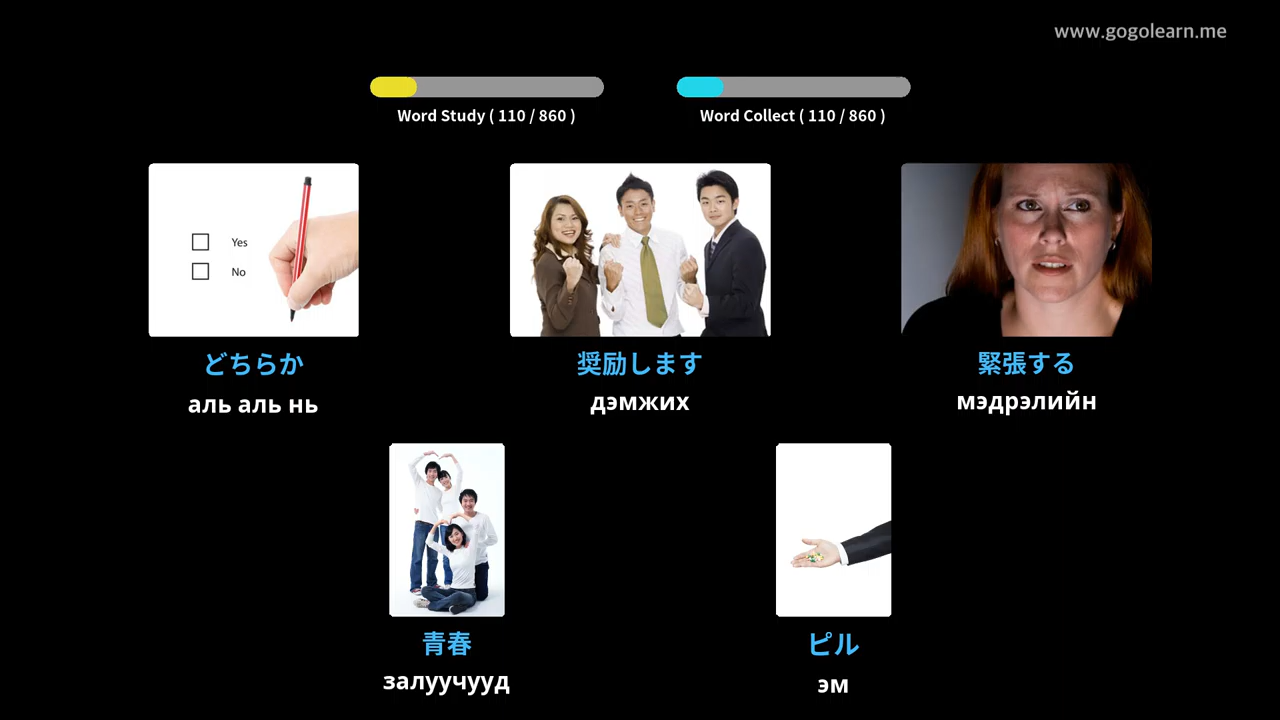 www.gogolearn.me
Word Study ( 110 / 860 )
Word Collect ( 110 / 860 )
Yes
No
どちらか
аль аль нь
奨励します
дэмжих
緊張する
мэдрэлийн
青春
залуучууд
ピル
эм